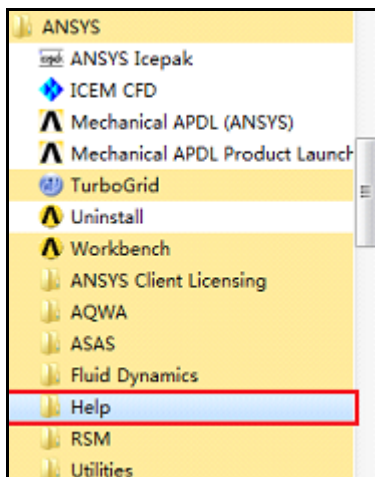 ANSYS
ANSYS Icepak
ICEM CFD
Mechanical APDL (ANSYS)
Mechanical APDL Product Launch
TurboGrid
Uninstall
Workbench
ANSYS Client Licensing
AQWA
ASAS
Fluid Dynamics
Help
RSM
Utilities